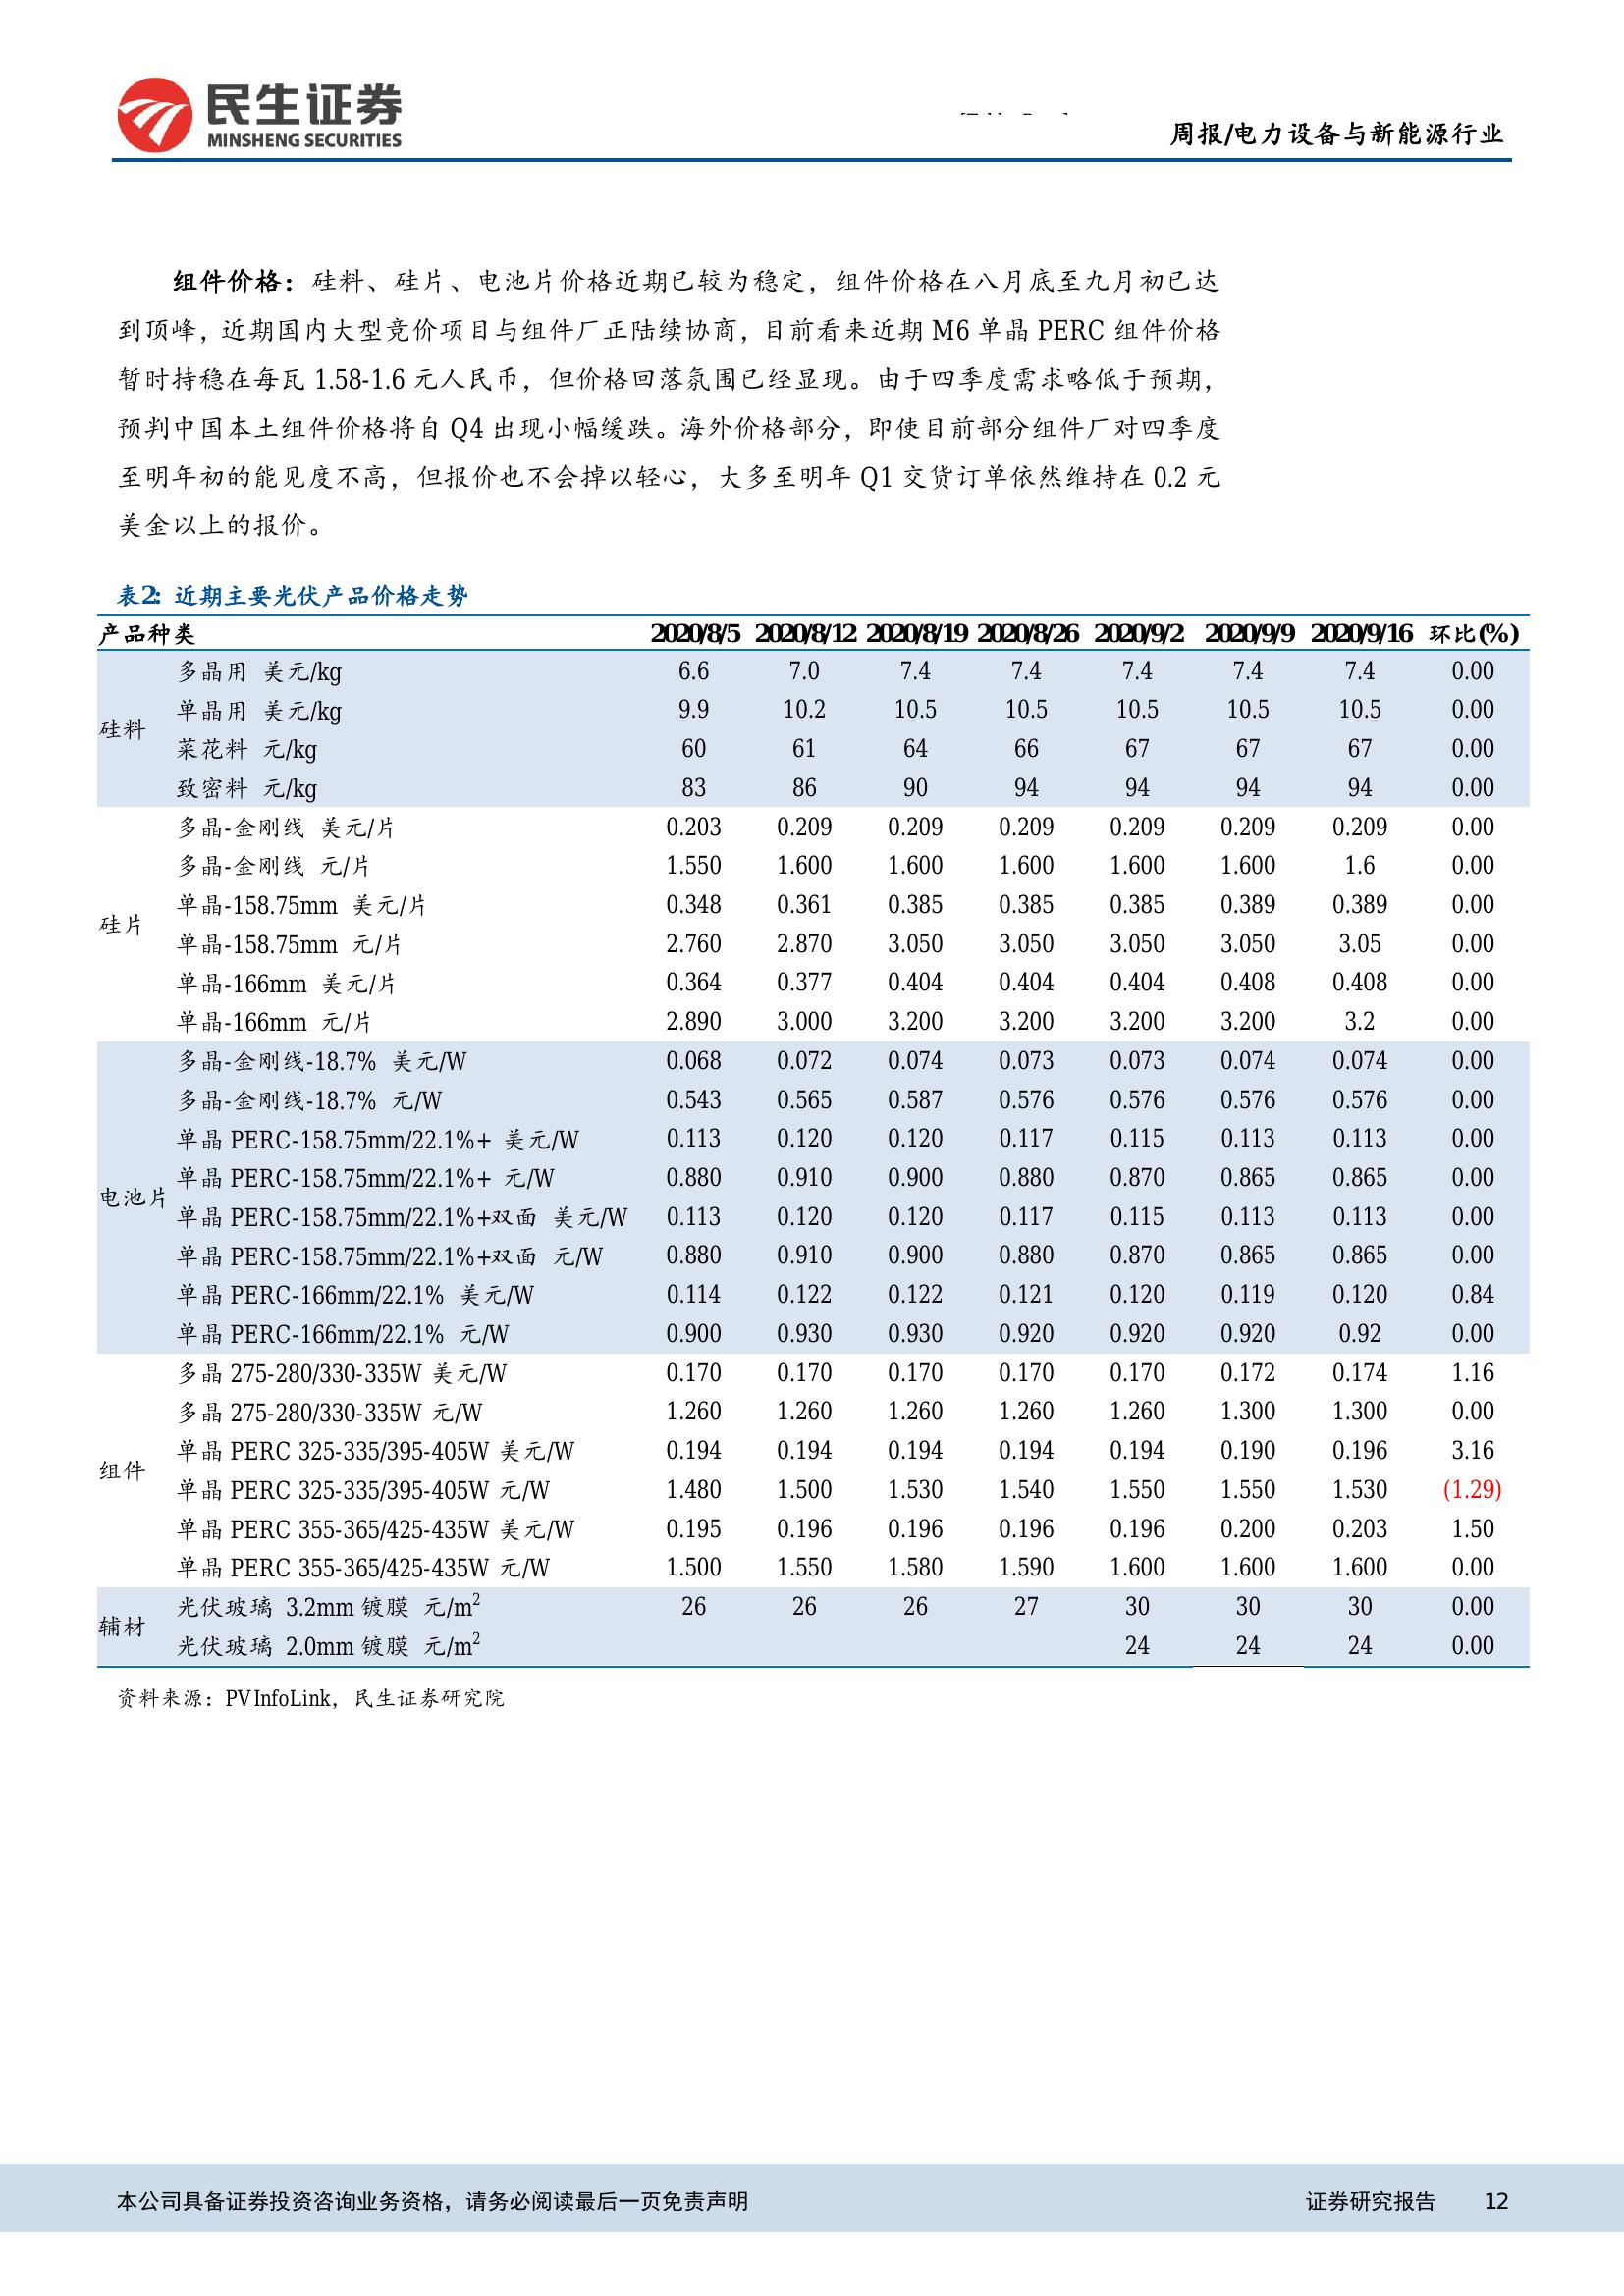 民生证券
MINSHENG SECURITIES
周报/电力设备与新能源行业
组件价格：硅料、硅片、电池片价格近期已较为稳定，组件价格在八月底至九月初已达
到顶峰，近期国内大型竞价项目与组件厂正陆续协商，目前看来近期 M6 单晶 PERC 组件价格
暂时持稳在每瓦 1.58-1.6 元人民币，但价格回落氛围已经显现。由于四季度需求略低于预期，
预判中国本土组件价格将自 Q4 出现小幅缓跌。海外价格部分，即使目前部分组件厂对四季度
至明年初的能见度不高，但报价也不会掉以轻心，大多至明年 Q1 交货订单依然维持在 0.2 元
美金以上的报价。
表2: 近期主要光伏产品价格走势
产品种类 2020/8/5 2020/8/12 2020/8/19 2020/8/26 2020/9/2 2020/9/9 2020/9/16 环比(%)
硅料
多晶用 美元/kg 6.6 7.0 7.4 7.4 7.4 7.4 7.4 0.00
单晶用 美元/kg 9.9 10.2 10.5 10.5 10.5 10.5 10.5 0.00
菜花料 元/kg 60 61 64 66 67 67 67 0.00
致密料 元/kg 83 86 90 94 94 94 94 0.00
硅片
多晶-金刚线 美元/片 0.203 0.209 0.209 0.209 0.209 0.209 0.209 0.00
多晶-金刚线 元/片 1.550 1.600 1.600 1.600 1.600 1.600 1.6 0.00
单晶-158.75mm 美元/片 0.348 0.361 0.385 0.385 0.385 0.389 0.389 0.00
单晶-158.75mm 元/片 2.760 2.870 3.050 3.050 3.050 3.050 3.05 0.00
单晶-166mm 美元/片 0.364 0.377 0.404 0.404 0.404 0.408 0.408 0.00
单晶-166mm 元/片 2.890 3.000 3.200 3.200 3.200 3.200 3.2 0.00
电池片
多晶-金刚线-18.7% 美元/W 0.068 0.072 0.074 0.073 0.073 0.074 0.074 0.00
多晶-金刚线-18.7% 元/W 0.543 0.565 0.587 0.576 0.576 0.576 0.576 0.00
单晶 PERC-158.75mm/22.1%+ 美元/W 0.113 0.120 0.120 0.117 0.115 0.113 0.113 0.00
单晶 PERC-158.75mm/22.1%+ 元/W 0.880 0.910 0.900 0.880 0.870 0.865 0.865 0.00
单晶 PERC-158.75mm/22.1%+双面 美元/W 0.113 0.120 0.120 0.117 0.115 0.113 0.113 0.00
单晶 PERC-158.75mm/22.1%+双面 元/W 0.880 0.910 0.900 0.880 0.870 0.865 0.865 0.00
单晶 PERC-166mm/22.1% 美元/W 0.114 0.122 0.122 0.121 0.120 0.119 0.120 0.84
单晶 PERC-166mm/22.1% 元/W 0.900 0.930 0.930 0.920 0.920 0.920 0.92 0.00
组件
多晶 275-280/330-335W 美元/W 0.170 0.170 0.170 0.170 0.170 0.172 0.174 1.16
多晶 275-280/330-335W 元/W 1.260 1.260 1.260 1.260 1.260 1.300 1.300 0.00
单晶 PERC 325-335/395-405W 美元/W 0.194 0.194 0.194 0.194 0.194 0.190 0.196 3.16
单晶 PERC 325-335/395-405W 元/W 1.480 1.500 1.530 1.540 1.550 1.550 1.530 (1.29)
单晶 PERC 355-365/425-435W 美元/W 0.195 0.196 0.196 0.196 0.196 0.200 0.203 1.50
单晶 PERC 355-365/425-435W 元/W 1.500 1.550 1.580 1.590 1.600 1.600 1.600 0.00
辅材
光伏玻璃 3.2mm 镀膜 元/m² 26 26 26 27 30 30 30 0.00
光伏玻璃 2.0mm 镀膜 元/m² 24 24 24 0.00
资料来源：PVInfoLink，民生证券研究院
本公司具备证券投资咨询业务资格，请务必阅读最后一页免责声明 证券研究报告 12